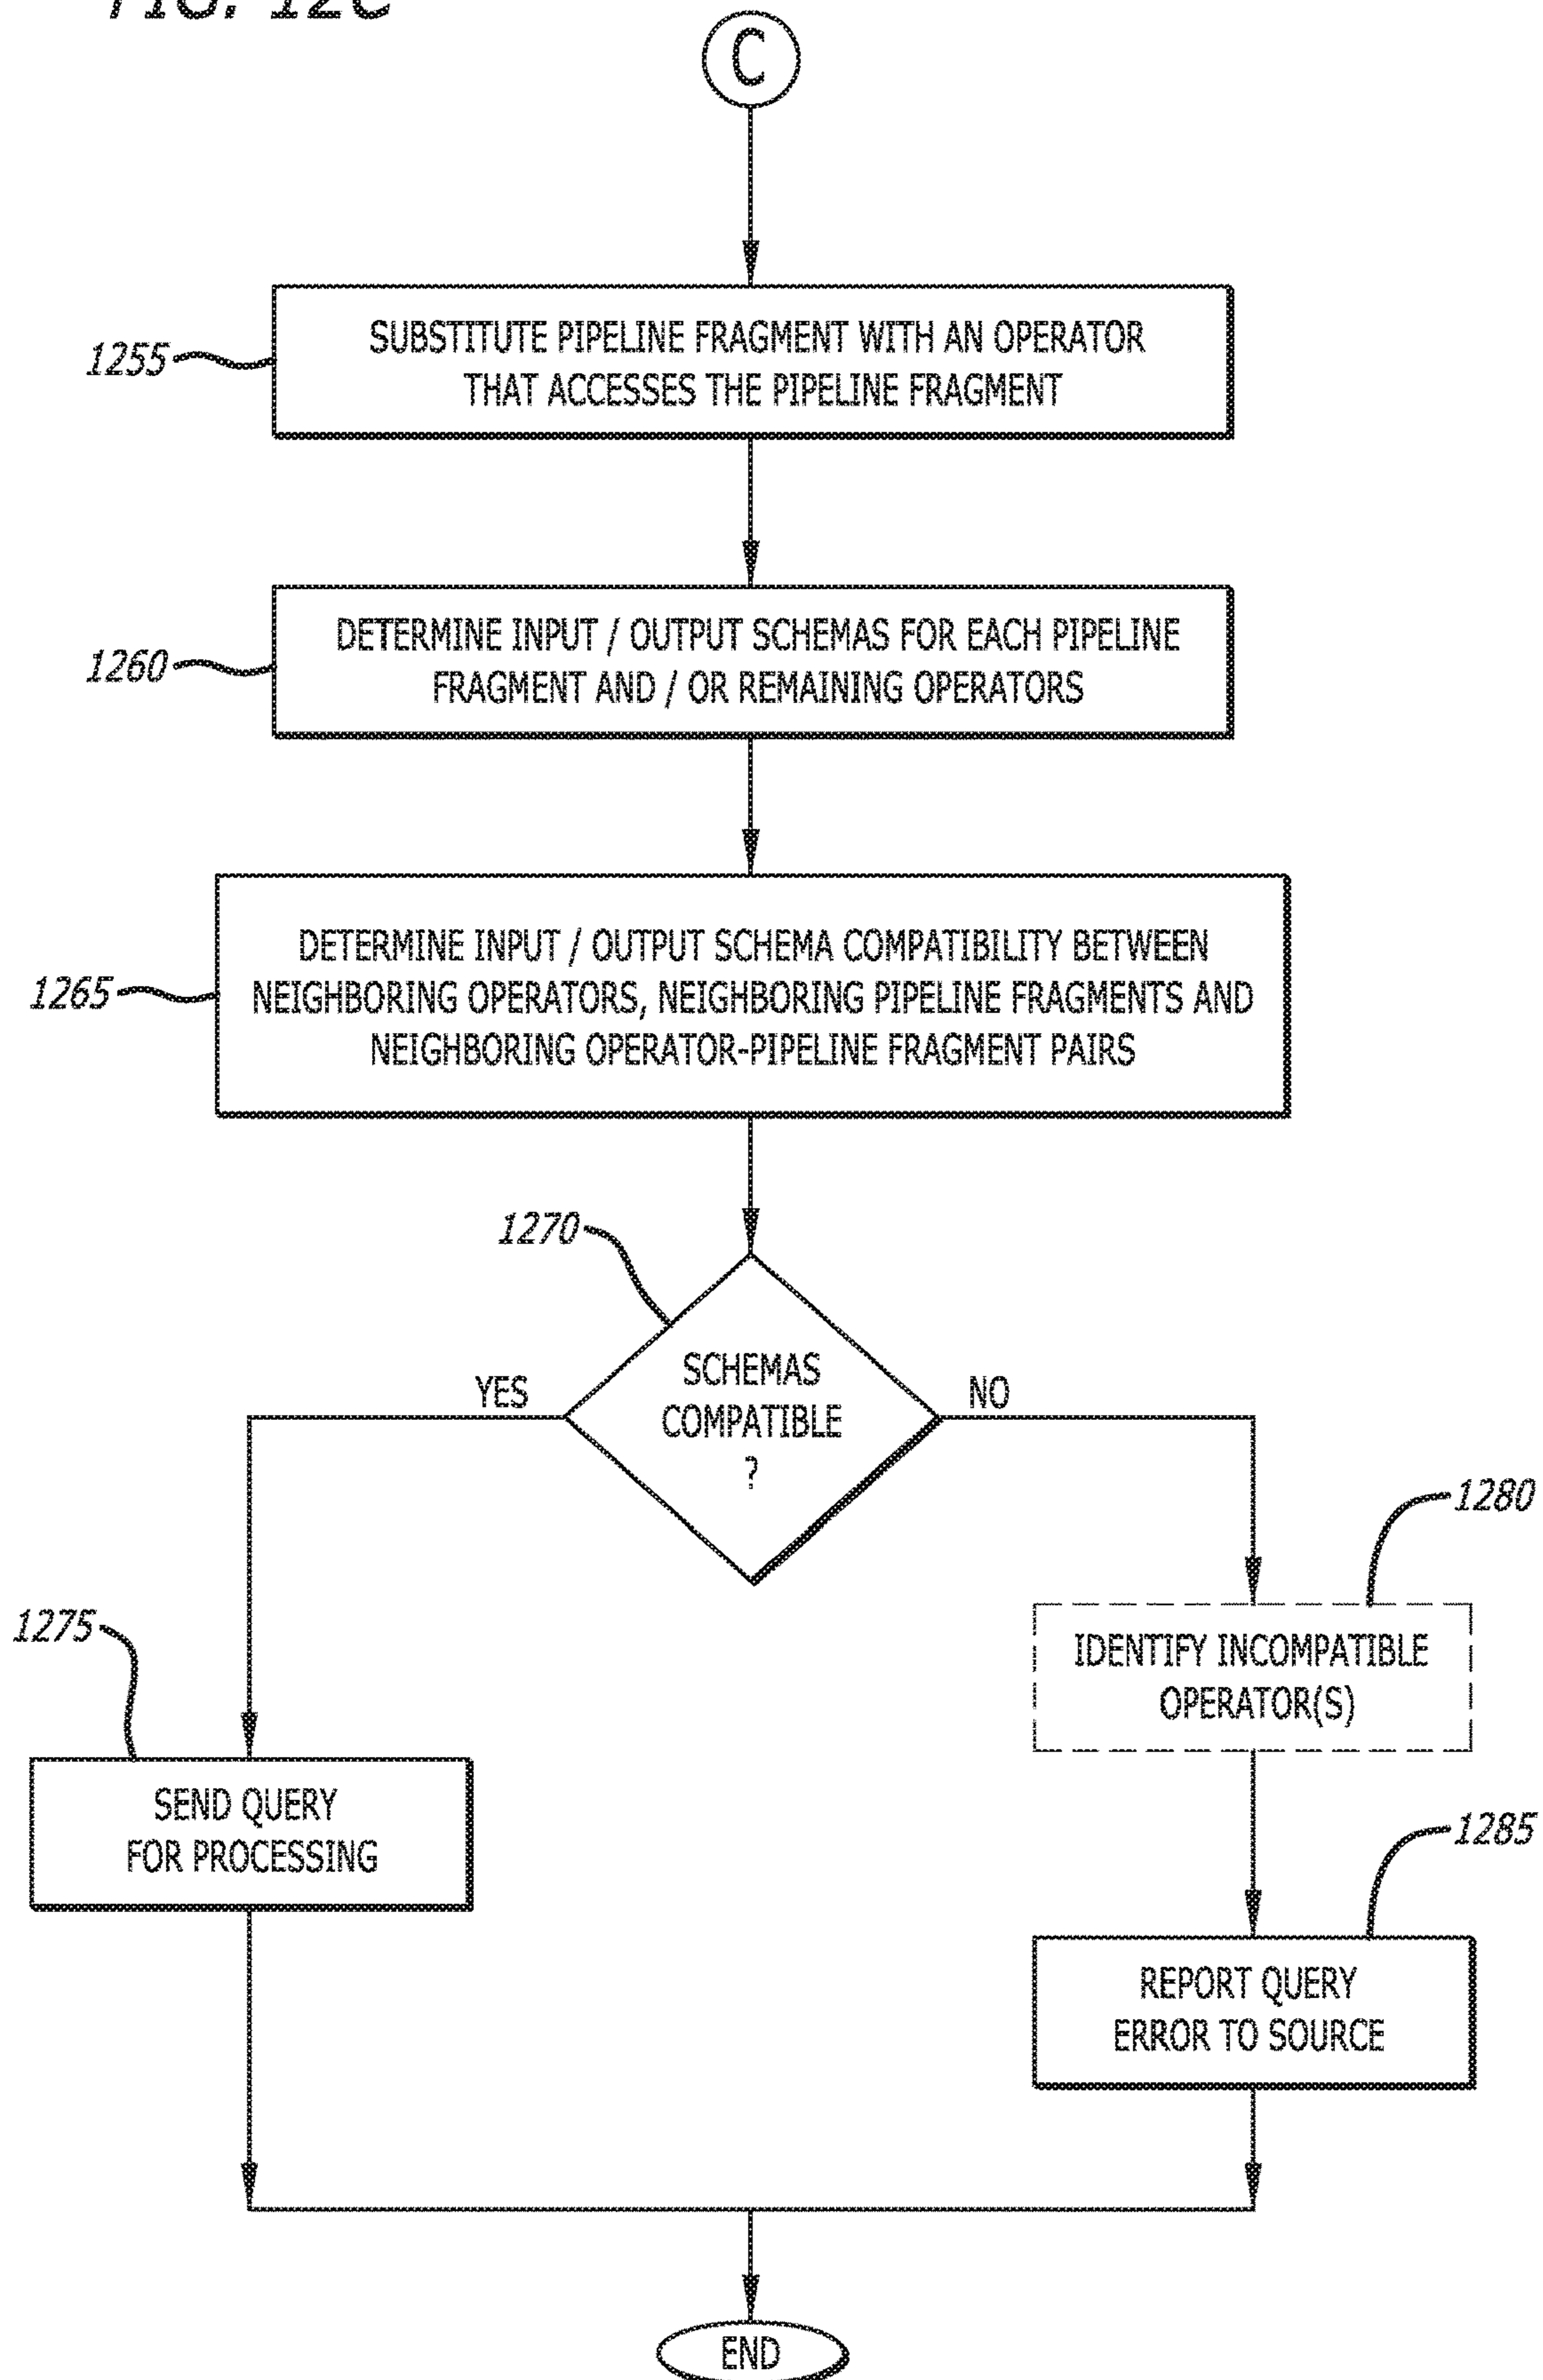 FIG. 12C
C
1255
SUBSTITUTE PIPELINE FRAGMENT WITH AN OPERATOR
THAT ACCESSES THE PIPELINE FRAGMENT
1260
DETERMINE INPUT / OUTPUT SCHEMAS FOR EACH PIPELINE
FRAGMENT AND / OR REMAINING OPERATORS
1265
DETERMINE INPUT / OUTPUT SCHEMA COMPATIBILITY BETWEEN
NEIGHBORING OPERATORS, NEIGHBORING PIPELINE FRAGMENTS AND
NEIGHBORING OPERATOR-PIPELINE FRAGMENT PAIRS
1270
SCHEMAS
COMPATIBLE
?
YES
NO
1280
IDENTIFY INCOMPATIBLE
OPERATOR(S)
1275
SEND QUERY
FOR PROCESSING
1285
REPORT QUERY
ERROR TO SOURCE
END